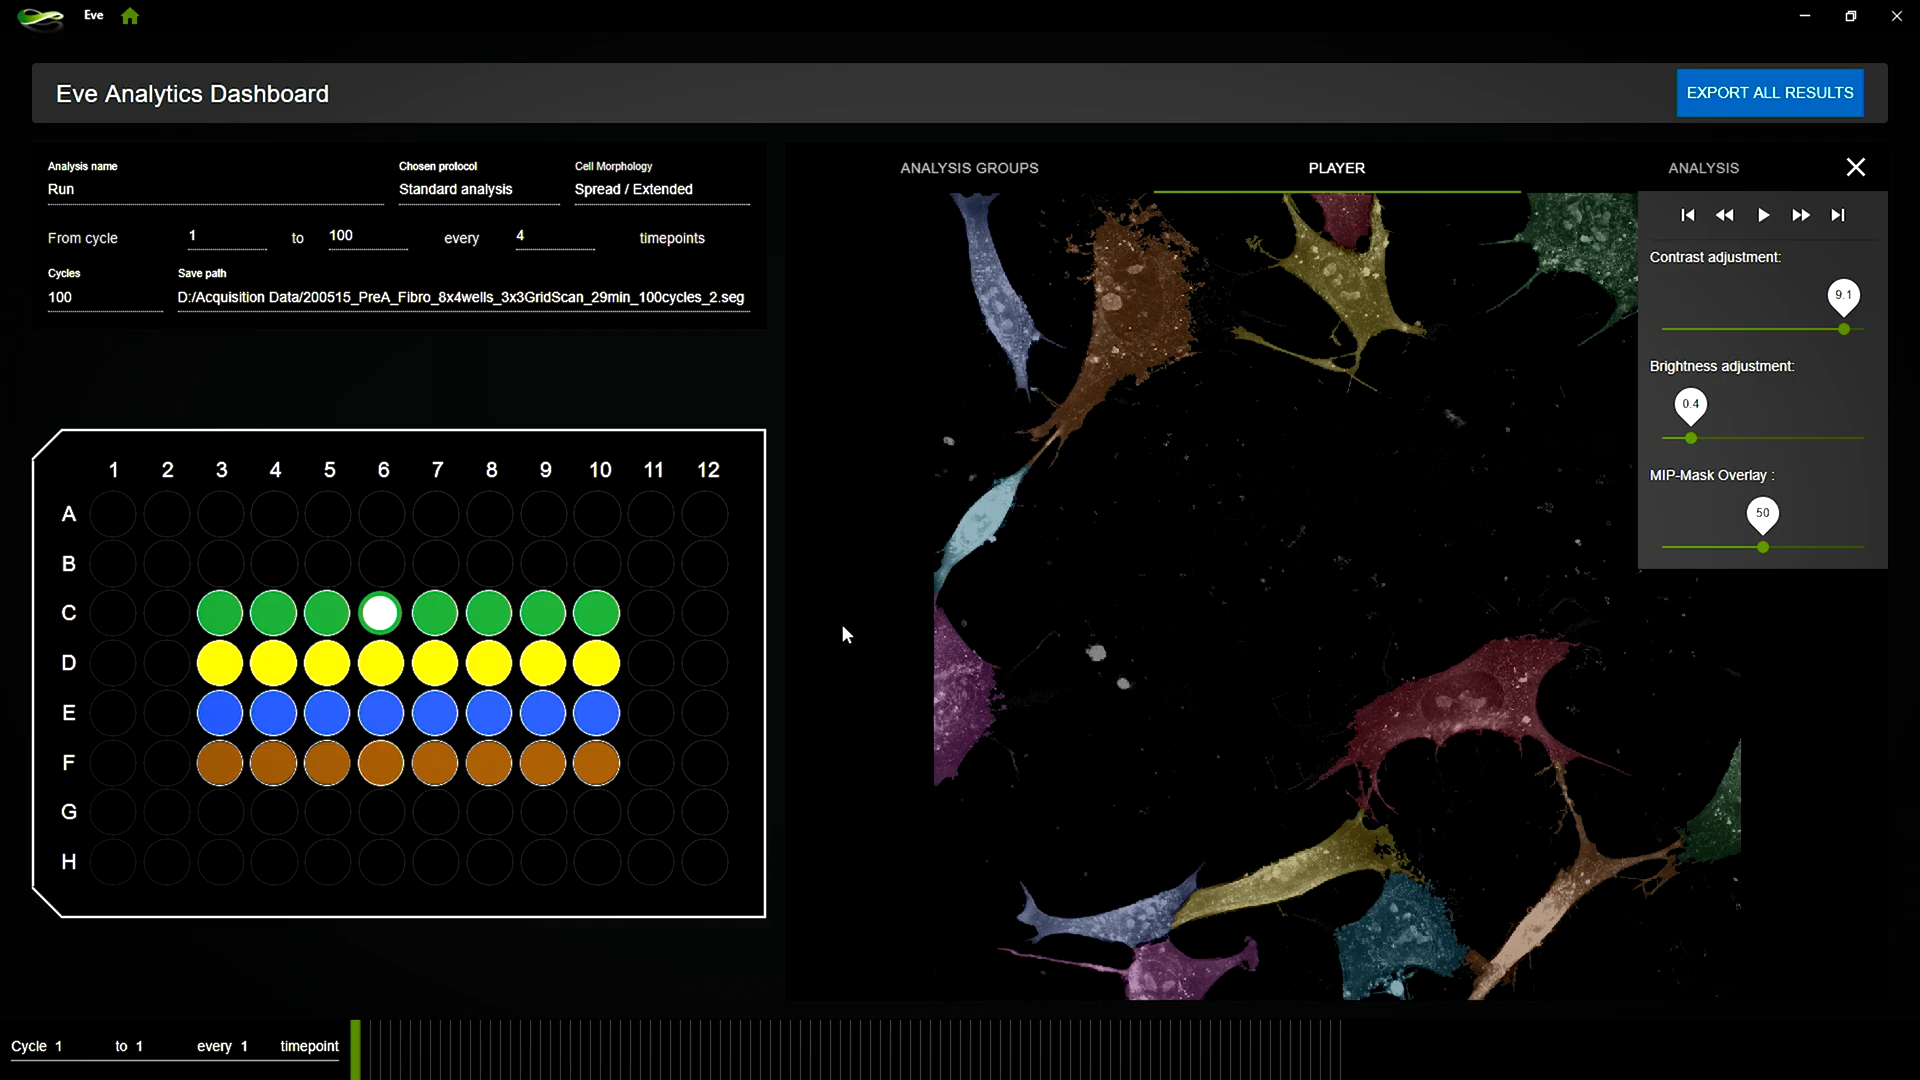 Eve
Eve Analytics Dashboard
EXPORT ALL RESULTS
Analysis name
Run
Chosen protocol
Standard analysis
Cell Morphology
Spread / Extended
From cycle 1 to 100 every 4 timepoints
Cycles
100
Save path
D:/Acquisition Data/200515_PreA_Fibro_8x4wells_3x3GridScan_29min_100cycles_2.seg
1 2 3 4 5 6 7 8 9 10 11 12
A
B
C
D
E
F
G
H
ANALYSIS GROUPS PLAYER ANALYSIS
Contrast adjustment:
9.1
Brightness adjustment:
0.4
MIP-Mask Overlay :
50
Cycle 1 to 1 every 1 timepoint